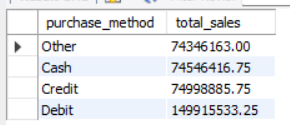 purchase_method total_sales
Other 74346163.00
Cash 74546416.75
Credit 74998885.75
Debit 149915533.25